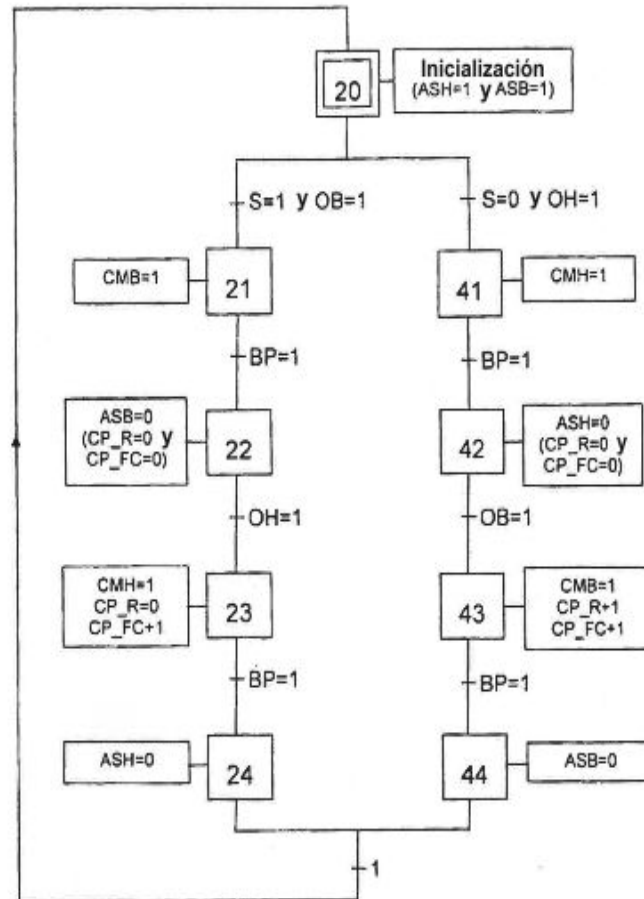 20
Inicialización
(ASH=1 y ASB=1)
S=1 y OB=1
S=0 y OH=1
CMB=1
21
41
CMH=1
BP=1
BP=1
ASB=0
(CP_R=0 y
CP_FC=0)
22
42
ASH=0
(CP_R=0 y
CP_FC=0)
OH=1
OB=1
CMH=1
CP_R=0
CP_FC+1
23
43
CMB=1
CP_R+1
CP_FC+1
BP=1
BP=1
ASH=0
24
44
ASB=0
1